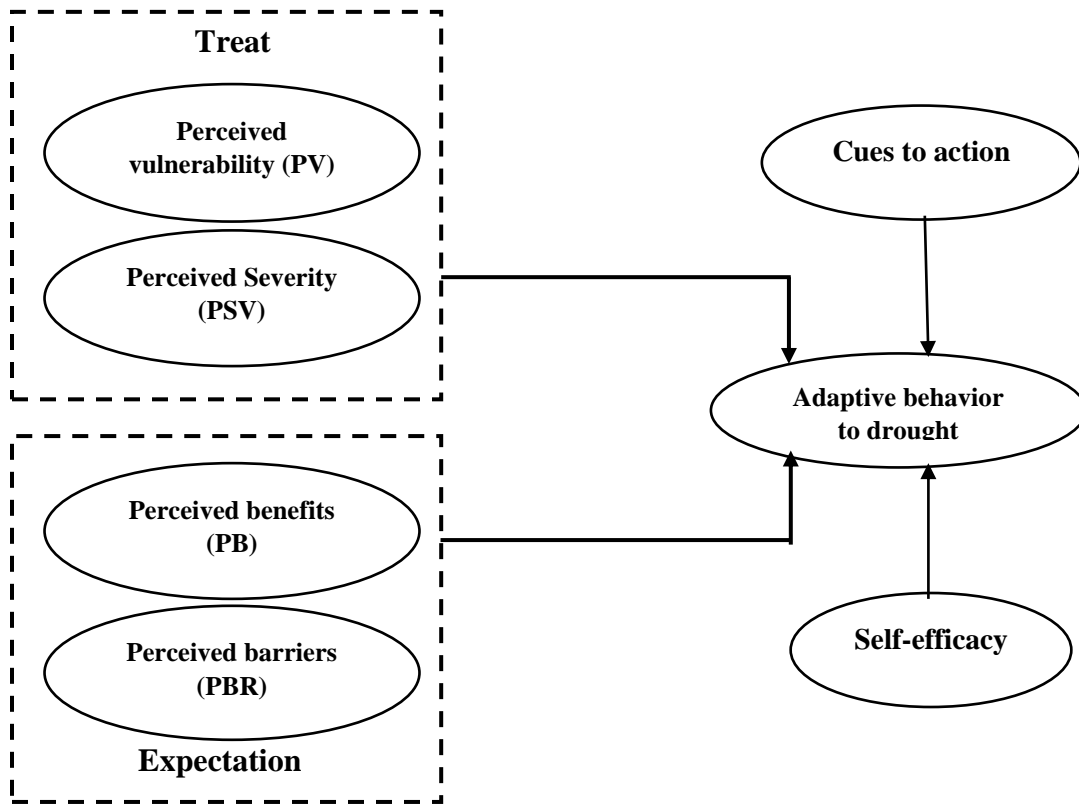 Treat
Perceived
vulnerability (PV)
Perceived Severity
(PSV)
Cues to action
Adaptive behavior
to drought
Perceived benefits
(PB)
Perceived barriers
(PBR)
Expectation
Self-efficacy